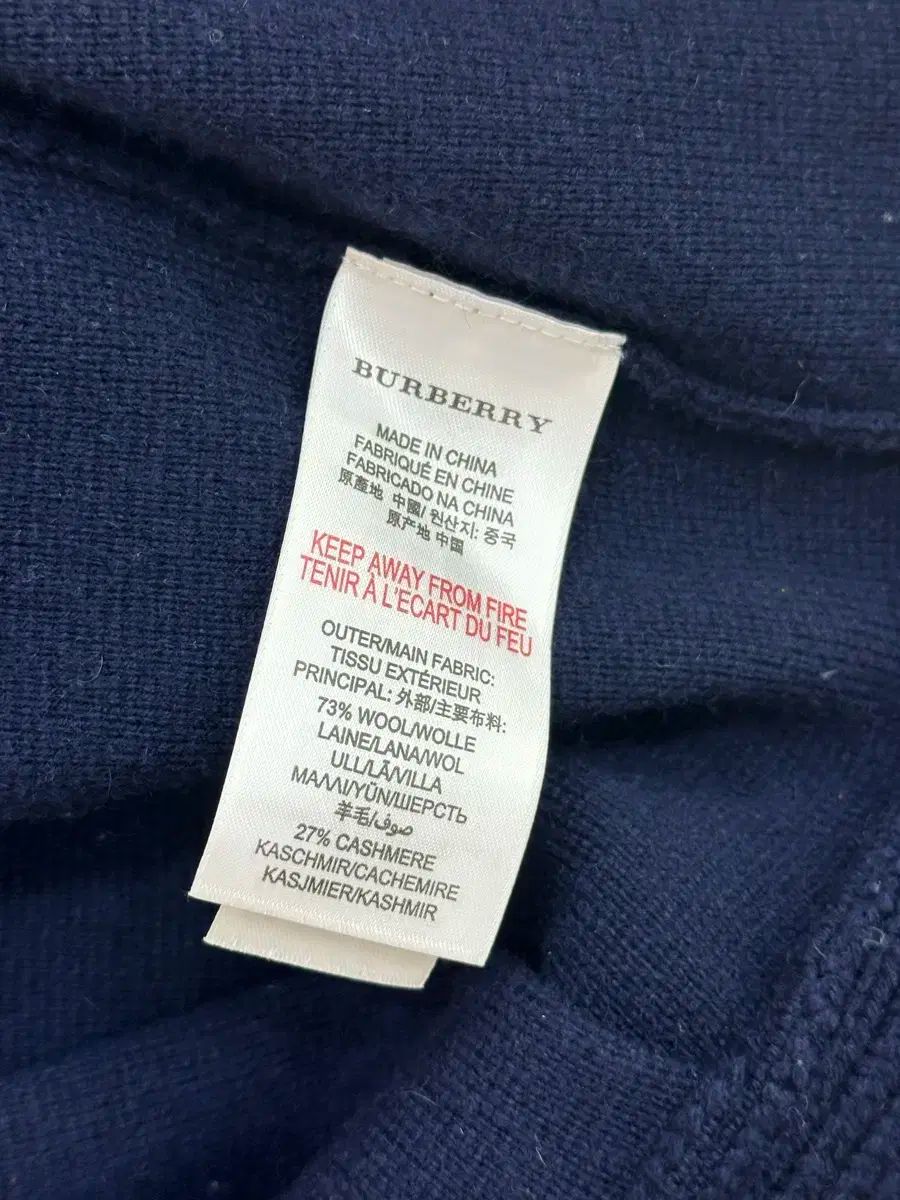 BURBERRY
MADE IN CHINA
FABRIQUÉ EN CHINE
FABRICADO NA CHINA
原產地 中國/ 원산지: 중국
原产地 中国
KEEP AWAY FROM FIRE
TENIR À L'ECART DU FEU
OUTER/MAIN FABRIC:
TISSU EXTÉRIEUR
PRINCIPAL: 外部/主要布料:
73% WOOL/WOLLE
LAINE/LANA/WOL
ULL/LÃ/VILLA
ΜΑΛΛΙ/YÜN/ШЕРСТЬ
羊毛/صوف
27% CASHMERE
KASCHMIR/CACHEMIRE
KASJMIER/KASHMIR